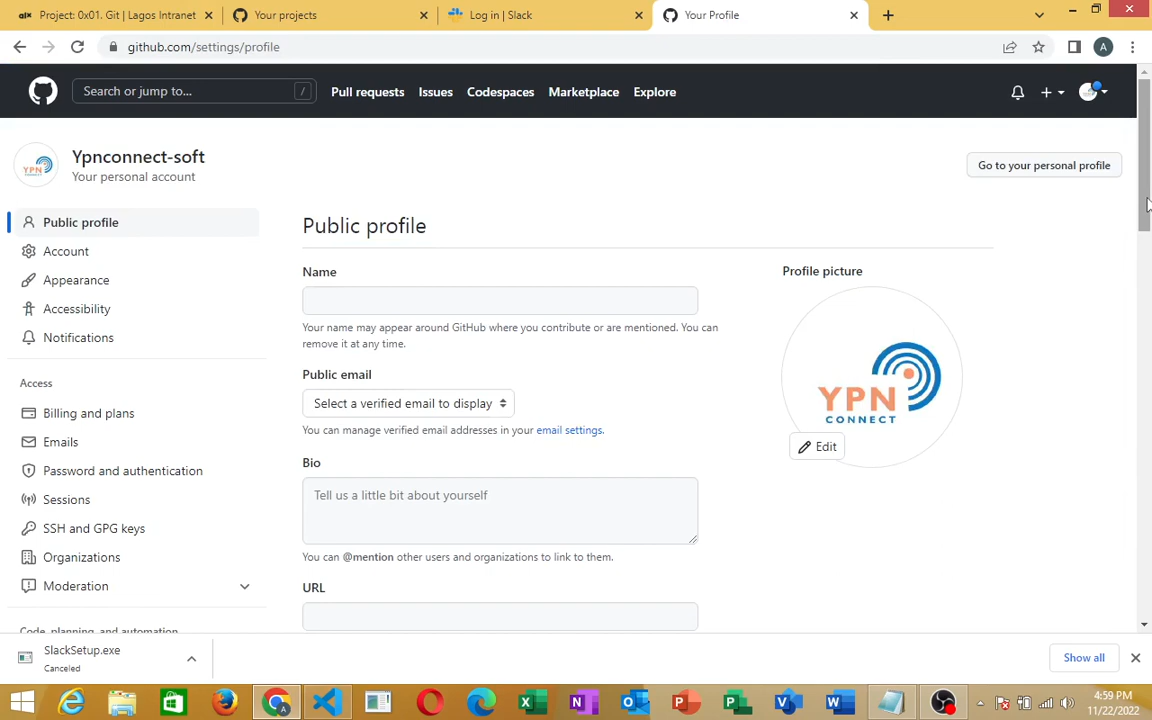 Project: 0x01. Git | Lagos Intranet
Your projects
Log in | Slack
Your Profile
github.com/settings/profile
A
Search or jump to...
/
Pull requests
Issues
Codespaces
Marketplace
Explore
Ypnconnect-soft
Your personal account
Go to your personal profile
Public profile
Account
Appearance
Accessibility
Notifications
Access
Billing and plans
Emails
Password and authentication
Sessions
SSH and GPG keys
Organizations
Moderation
Code, planning, and automation
Public profile
Name
Your name may appear around GitHub where you contribute or are mentioned. You can
remove it at any time.
Public email
Select a verified email to display
You can manage verified email addresses in your email settings.
Bio
Tell us a little bit about yourself
You can @mention other users and organizations to link to them.
URL
Profile picture
YPN
CONNECT
Edit
SlackSetup.exe
Canceled
Show all
4:59 PM
11/22/2022